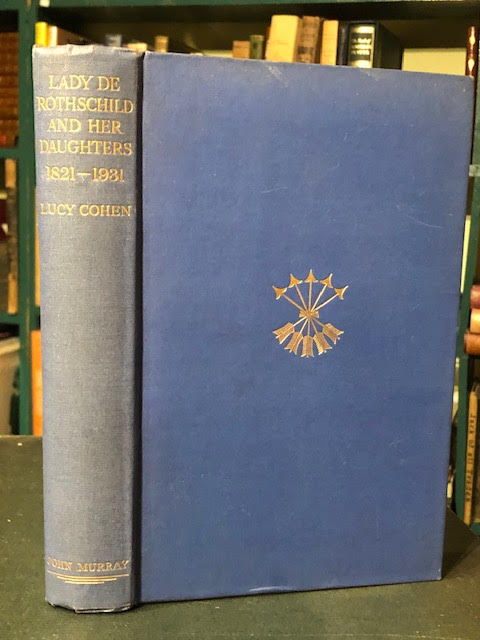 LADY DE
ROTHSCHILD
AND HER
DAUGHTERS
1821–1931
LUCY COHEN
JOHN MURRAY